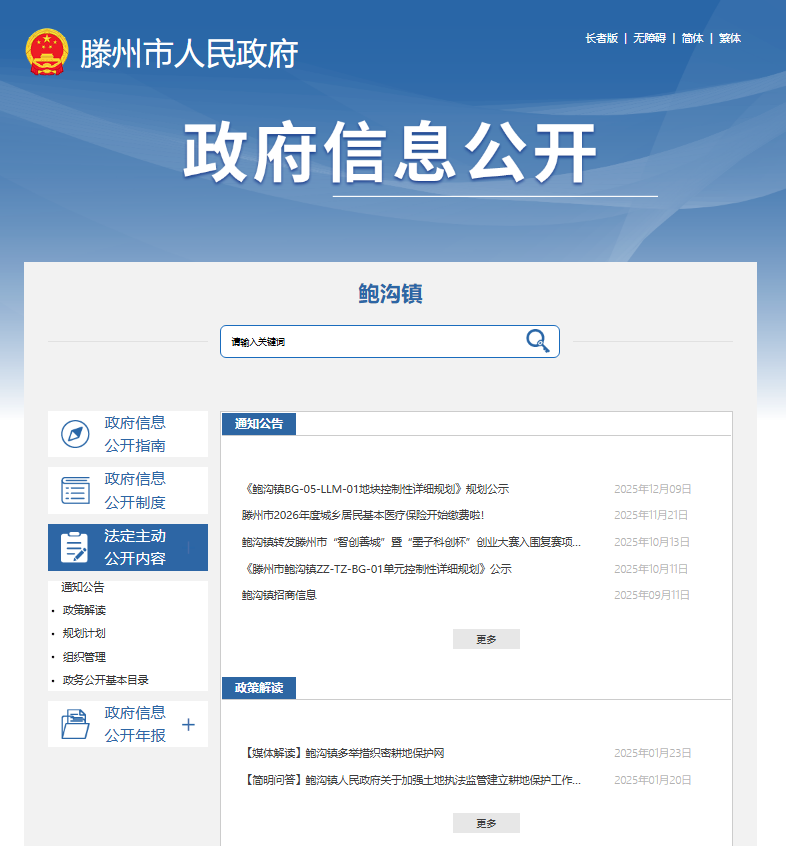 滕州市人民政府
长者版 | 无障碍 | 简体 | 繁体
政府信息公开
鲍沟镇
请输入关键词
政府信息
公开指南
政府信息
公开制度
法定主动
公开内容
通知公告
· 政策解读
· 规划计划
· 组织管理
· 政务公开基本目录
政府信息
公开年报 +
通知公告
《鲍沟镇BG-05-LLM-01地块控制性详细规划》规划公示 2025年12月09日
滕州市2026年度城乡居民基本医疗保险开始缴费啦! 2025年11月21日
鲍沟镇转发滕州市“智创善城”暨“墨子科创杯”创业大赛入围复赛项... 2025年10月13日
《滕州市鲍沟镇ZZ-TZ-BG-01单元控制性详细规划》公示 2025年10月11日
鲍沟镇招商信息 2025年09月11日
更多
政策解读
【媒体解读】鲍沟镇多举措织密耕地保护网 2025年01月23日
【简明问答】鲍沟镇人民政府关于加强土地执法监管建立耕地保护工作... 2025年01月20日
更多